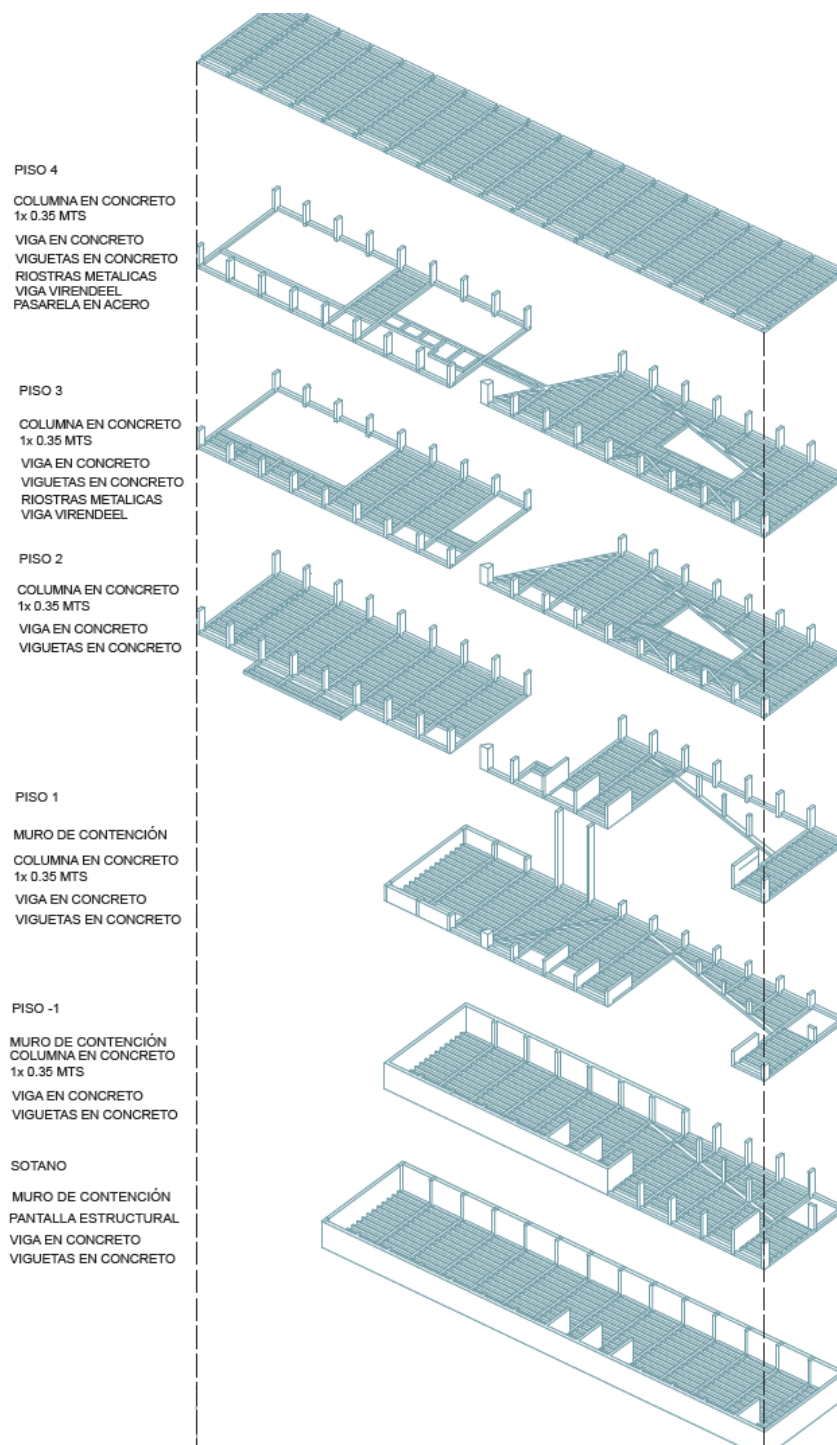 PISO 4
COLUMNA EN CONCRETO
1x 0.35 MTS
VIGA EN CONCRETO
VIGUETAS EN CONCRETO
RIOSTRAS METALICAS
VIGA VIRENDEEL
PASARELA EN ACERO
PISO 3
COLUMNA EN CONCRETO
1x 0.35 MTS
VIGA EN CONCRETO
VIGUETAS EN CONCRETO
RIOSTRAS METALICAS
VIGA VIRENDEEL
PISO 2
COLUMNA EN CONCRETO
1x 0.35 MTS
VIGA EN CONCRETO
VIGUETAS EN CONCRETO
PISO 1
MURO DE CONTENCIÓN
COLUMNA EN CONCRETO
1x 0.35 MTS
VIGA EN CONCRETO
VIGUETAS EN CONCRETO
PISO -1
MURO DE CONTENCIÓN
COLUMNA EN CONCRETO
1x 0.35 MTS
VIGA EN CONCRETO
VIGUETAS EN CONCRETO
SOTANO
MURO DE CONTENCIÓN
PANTALLA ESTRUCTURAL
VIGA EN CONCRETO
VIGUETAS EN CONCRETO